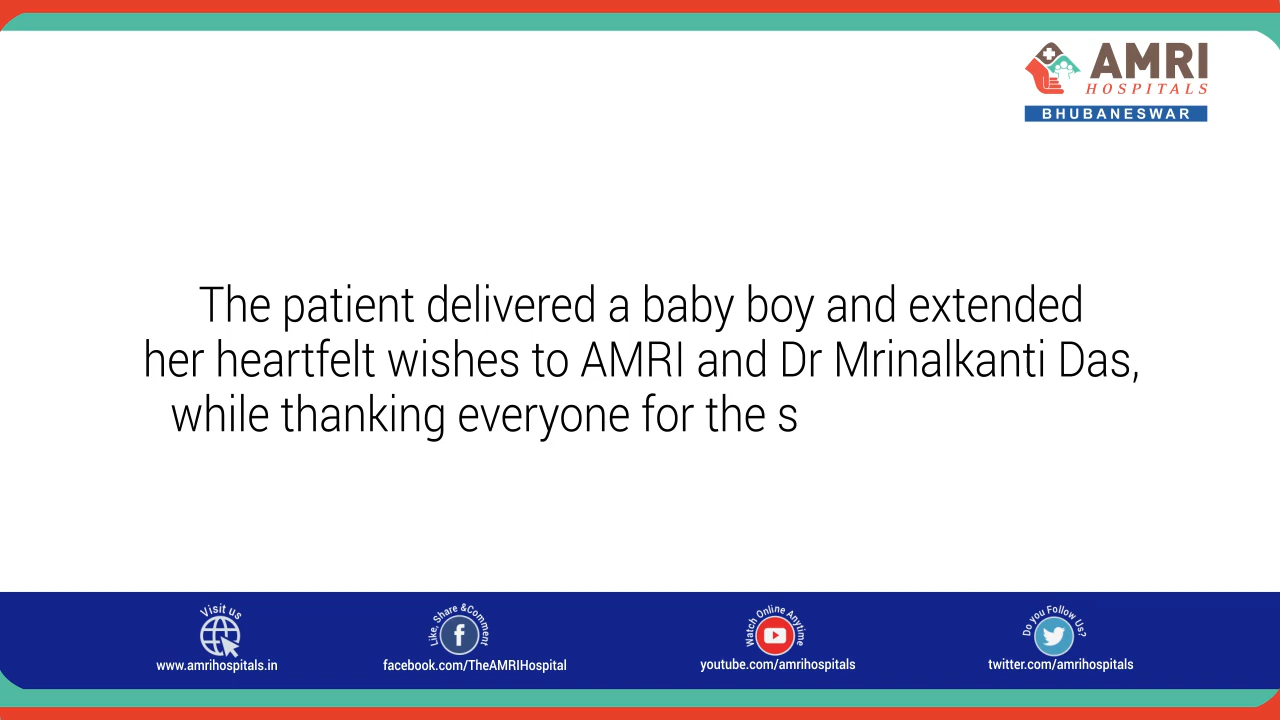 AMRI
HOSPITALS
BHUBANESWAR
The patient delivered a baby boy and extended
her heartfelt wishes to AMRI and Dr Mrinalkanti Das,
while thanking everyone for the s
Visit us
www.amrihospitals.in
Like, Share &Comment
facebook.com/TheAMRIHospital
Watch Online Anytime
youtube.com/amrihospitals
Do you Follow Us?
twitter.com/amrihospitals